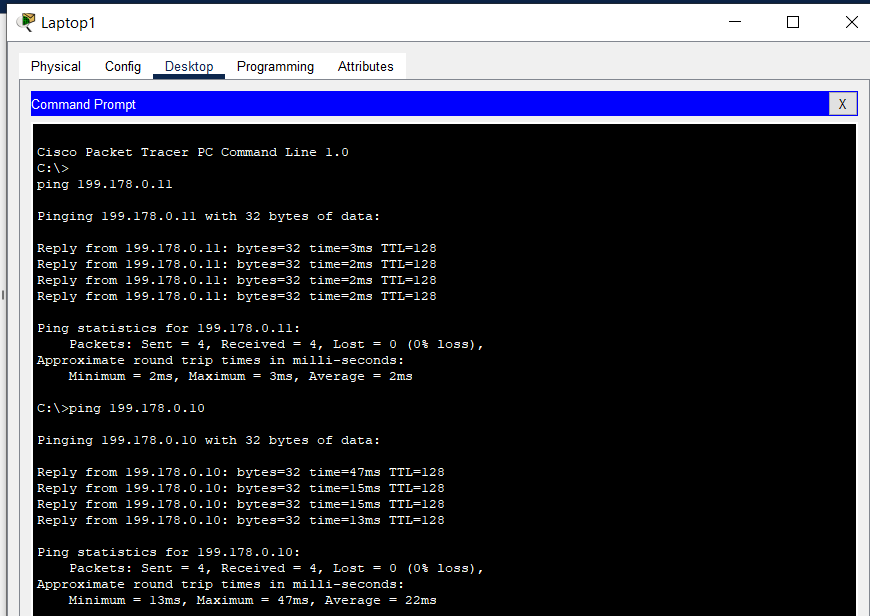 Laptop1
Physical Config Desktop Programming Attributes
Command Prompt X
Cisco Packet Tracer PC Command Line 1.0
C:\>
ping 199.178.0.11
Pinging 199.178.0.11 with 32 bytes of data:
Reply from 199.178.0.11: bytes=32 time=3ms TTL=128
Reply from 199.178.0.11: bytes=32 time=2ms TTL=128
Reply from 199.178.0.11: bytes=32 time=2ms TTL=128
Reply from 199.178.0.11: bytes=32 time=2ms TTL=128
Ping statistics for 199.178.0.11:
Packets: Sent = 4, Received = 4, Lost = 0 (0% loss),
Approximate round trip times in milli-seconds:
Minimum = 2ms, Maximum = 3ms, Average = 2ms
C:\>ping 199.178.0.10
Pinging 199.178.0.10 with 32 bytes of data:
Reply from 199.178.0.10: bytes=32 time=47ms TTL=128
Reply from 199.178.0.10: bytes=32 time=15ms TTL=128
Reply from 199.178.0.10: bytes=32 time=15ms TTL=128
Reply from 199.178.0.10: bytes=32 time=13ms TTL=128
Ping statistics for 199.178.0.10:
Packets: Sent = 4, Received = 4, Lost = 0 (0% loss),
Approximate round trip times in milli-seconds:
Minimum = 13ms, Maximum = 47ms, Average = 22ms